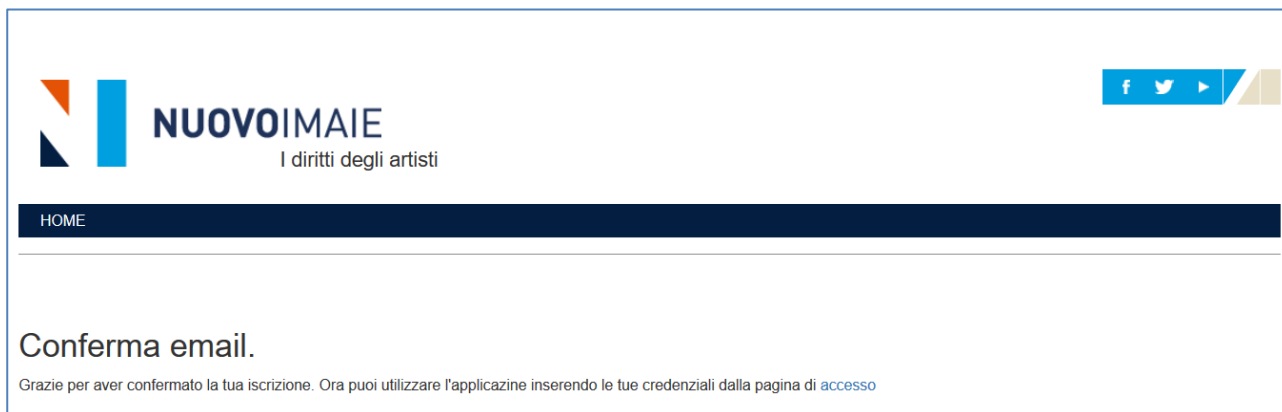 NUOVOIMAIE
I diritti degli artisti
HOME
Conferma email.
Grazie per aver confermato la tua iscrizione. Ora puoi utilizzare l'applicazine inserendo le tue credenziali dalla pagina di accesso